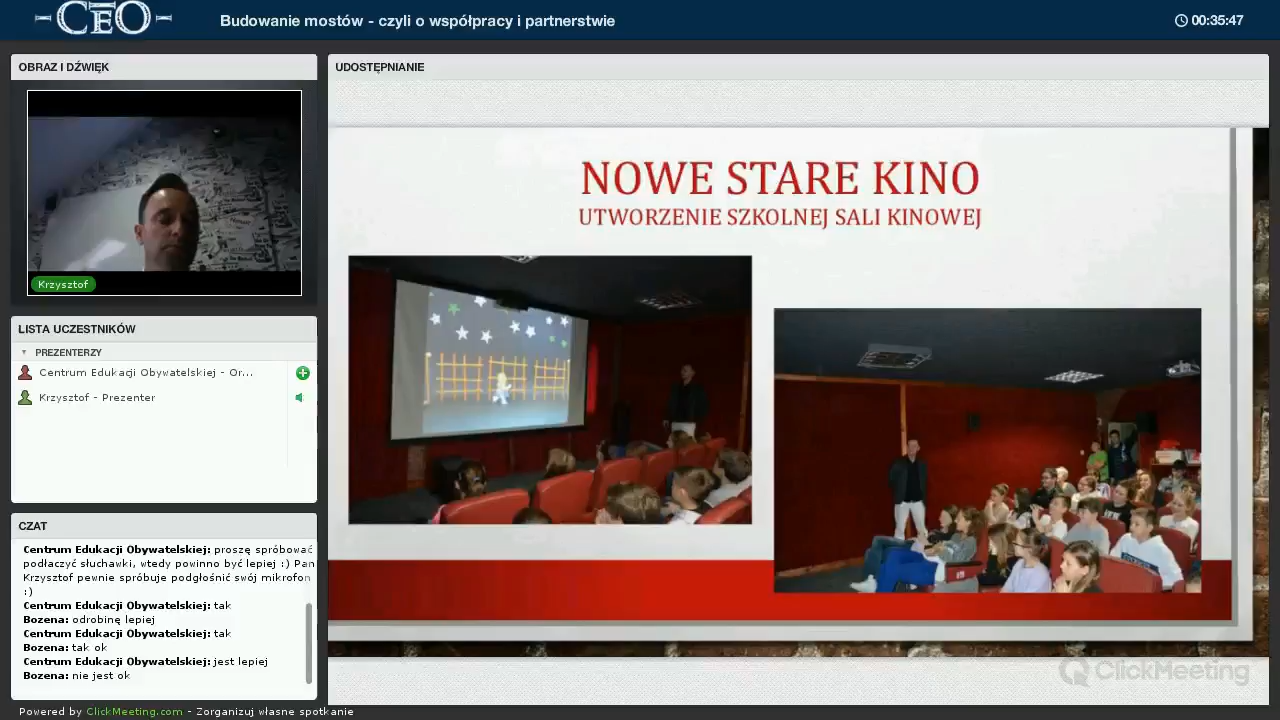 CEO
Budowanie mostów - czyli o współpracy i partnerstwie
00:35:47
OBRAZ I DŹWIĘK
Krzysztof
LISTA UCZESTNIKÓW
PREZENTERZY
Centrum Edukacji Obywatelskiej - Or...
Krzysztof - Prezenter
CZAT
Centrum Edukacji Obywatelskiej: proszę spróbować
podłaczyć słuchawki, wtedy powinno być lepiej :) Pan
Krzysztof pewnie spróbuje podgłośnić swój mikrofon
:)
Centrum Edukacji Obywatelskiej: tak
Bozena: odrobinę lepiej
Centrum Edukacji Obywatelskiej: tak
Bozena: tak ok
Centrum Edukacji Obywatelskiej: jest lepiej
Bozena: nie jest ok
UDOSTĘPNIANIE
NOWE STARE KINO
UTWORZENIE SZKOLNEJ SALI KINOWEJ
ClickMeeting
Powered by ClickMeeting.com - Zorganizuj własne spotkanie